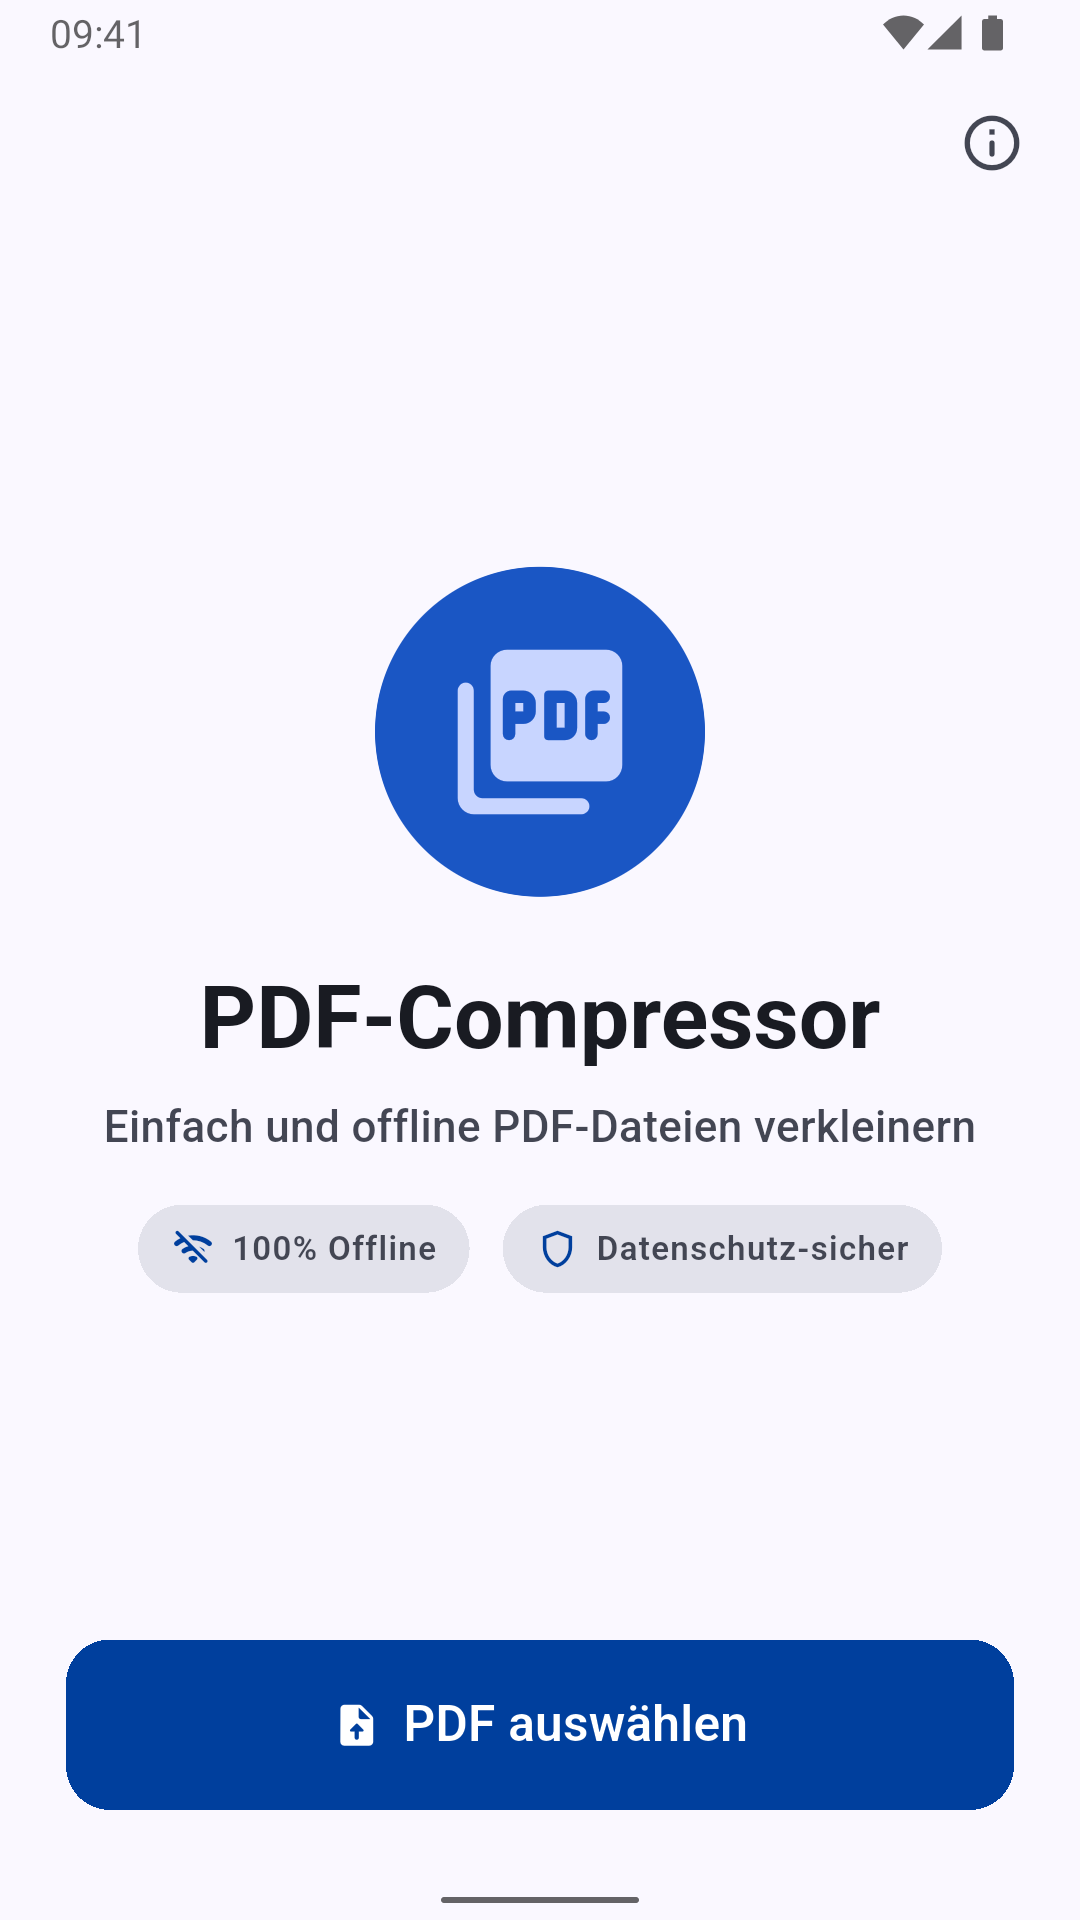 09:41
PDF
PDF-Compressor
Einfach und offline PDF-Dateien verkleinern
100% Offline
Datenschutz-sicher
PDF auswählen